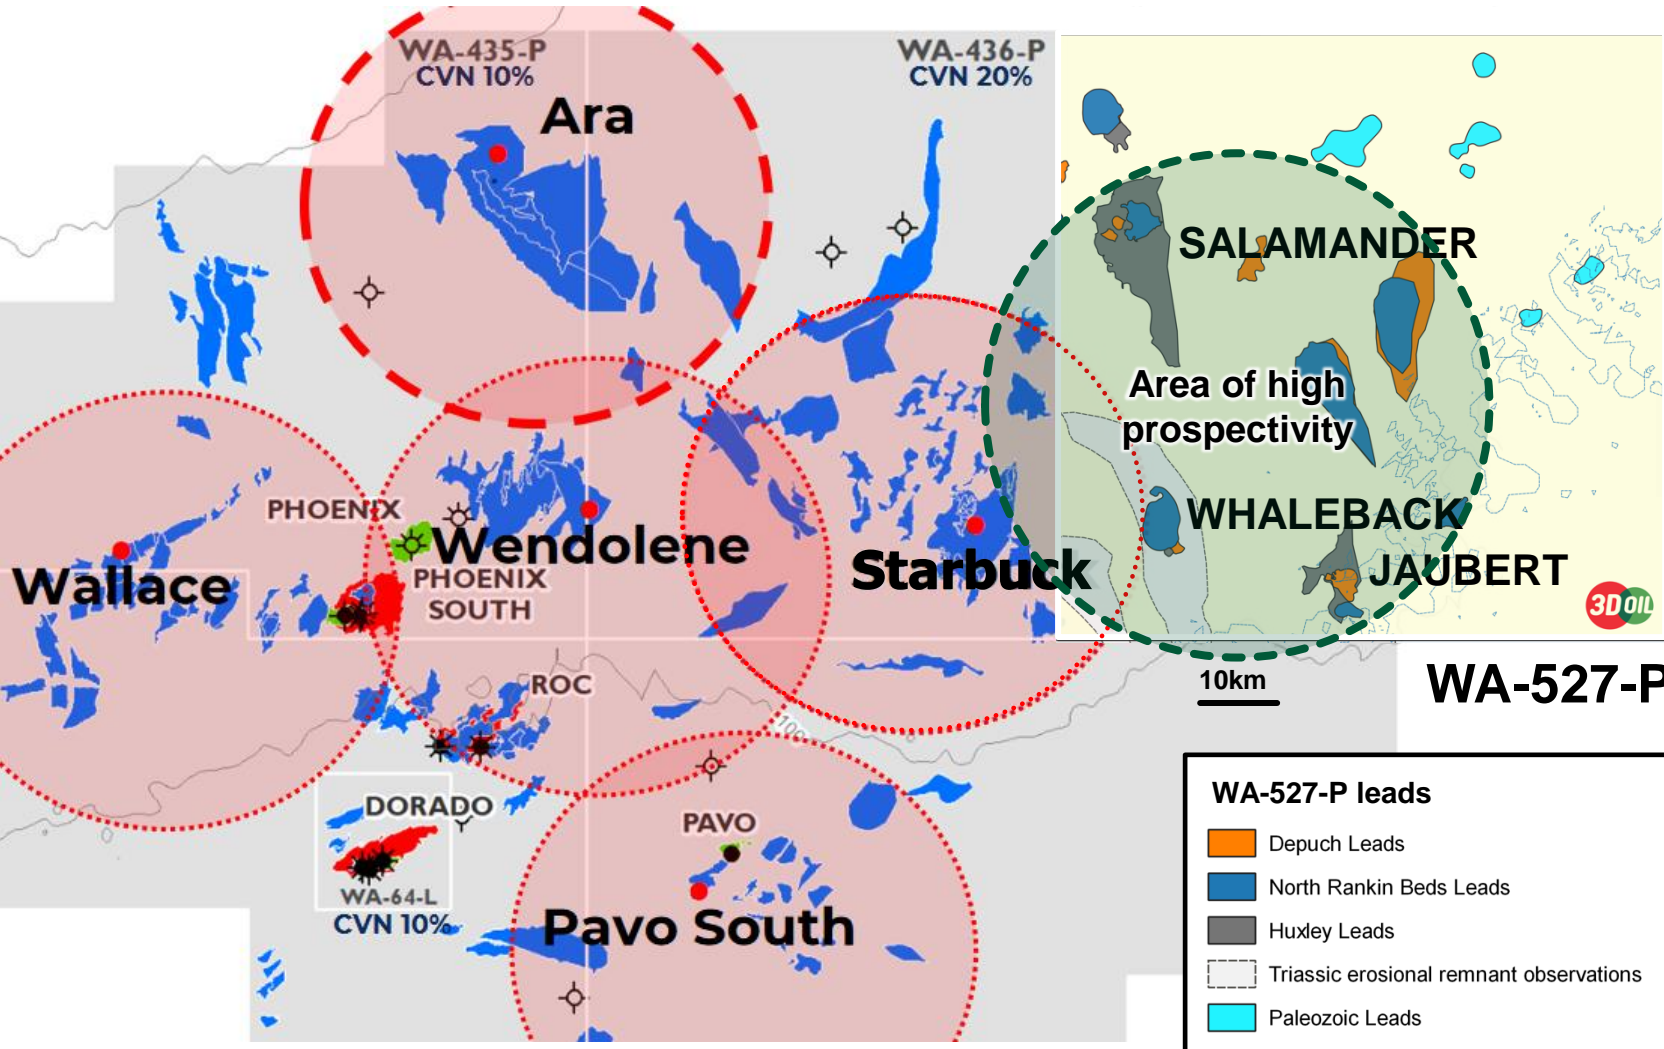 WA-435-P
CVN 10%
Ara
WA-436-P
CVN 20%
SALAMANDER
Area of high
prospectivity
WHALEBACK
JAUBERT
3D OIL
PHOENIX
Wendolene
Wallace
PHOENIX
SOUTH
Starbuck
ROC
10km
WA-527-P
100
DORADO
WA-64-L
CVN 10%
PAVO
Pavo South
WA-527-P leads
Depuch Leads
North Rankin Beds Leads
Huxley Leads
Triassic erosional remnant observations
Paleozoic Leads